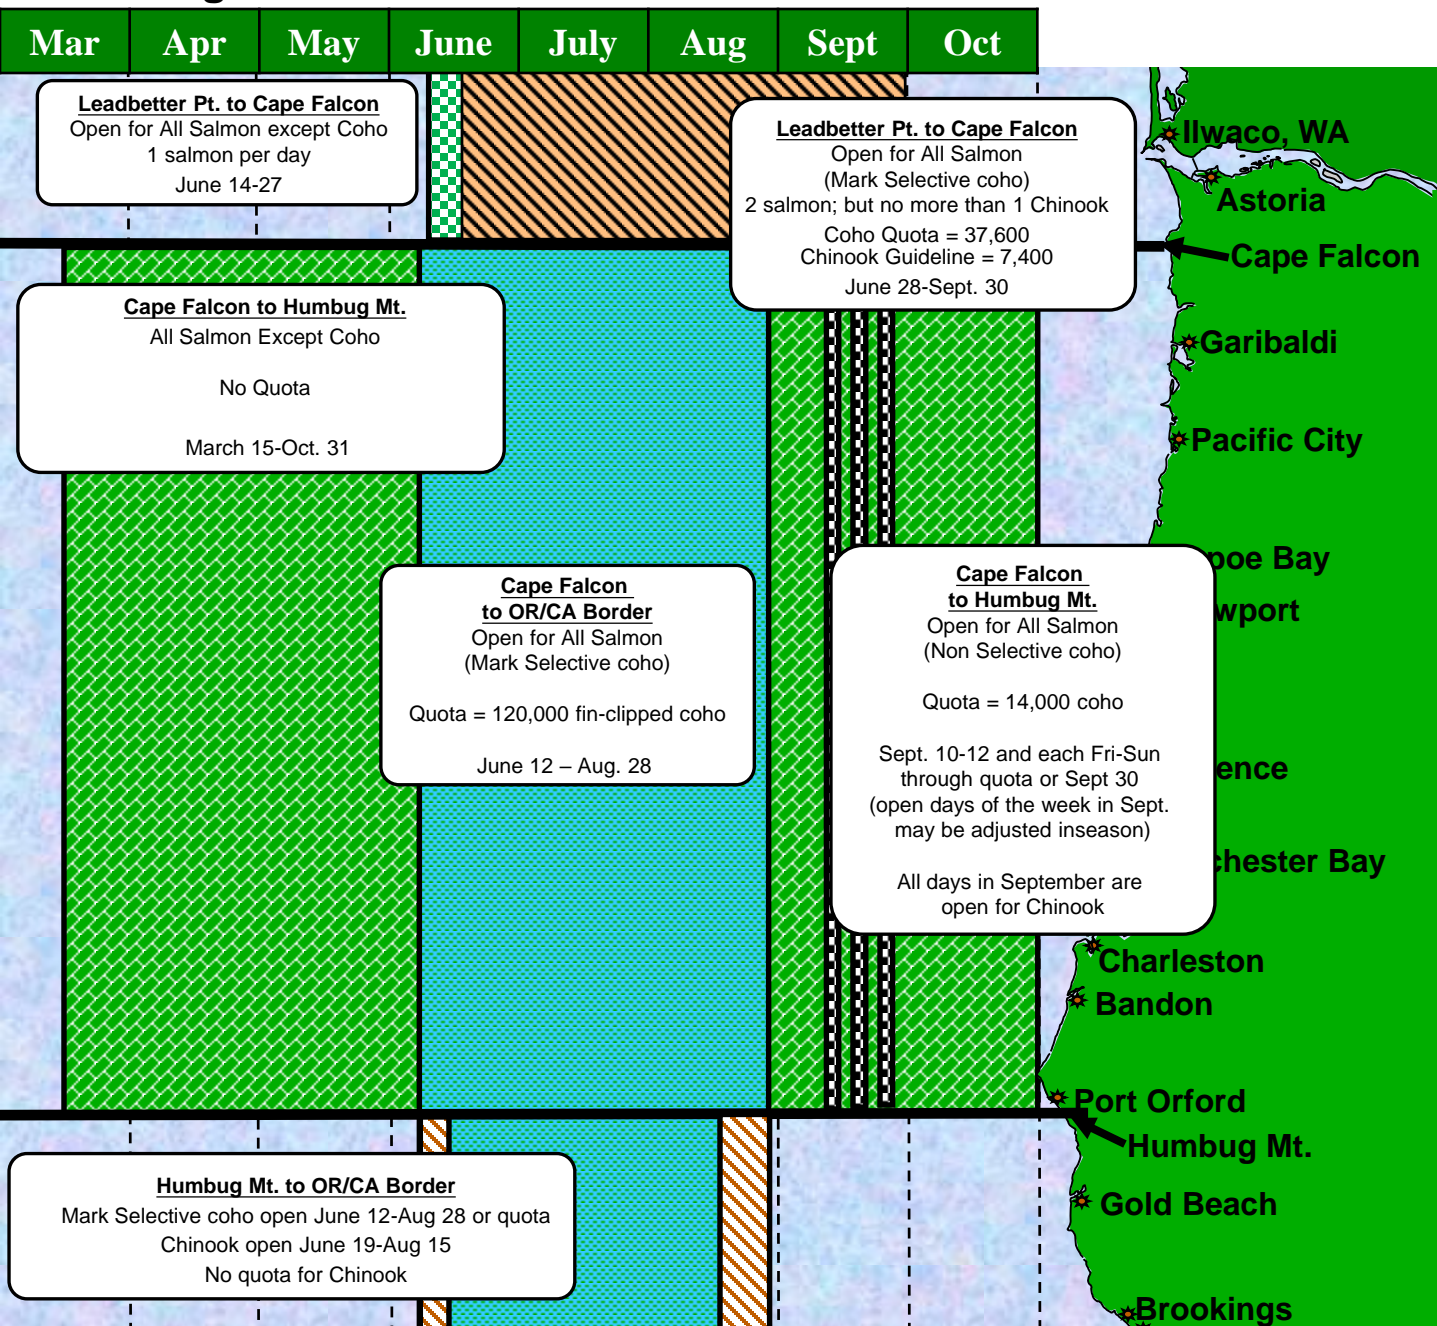 Mar Apr May June July Aug Sept Oct
Leadbetter Pt. to Cape Falcon
Open for All Salmon except Coho
1 salmon per day
June 14-27
Leadbetter Pt. to Cape Falcon
Open for All Salmon
(Mark Selective coho)
2 salmon; but no more than 1 Chinook
Coho Quota = 37,600
Chinook Guideline = 7,400
June 28-Sept. 30
Ilwaco, WA
Astoria
Cape Falcon
Cape Falcon to Humbug Mt.
All Salmon Except Coho
No Quota
March 15-Oct. 31
Garibaldi
Pacific City
Cape Falcon
to OR/CA Border
Open for All Salmon
(Mark Selective coho)
Quota = 120,000 fin-clipped coho
June 12 – Aug. 28
Cape Falcon
to Humbug Mt.
Open for All Salmon
(Non Selective coho)
Quota = 14,000 coho
Sept. 10-12 and each Fri-Sun
through quota or Sept 30
(open days of the week in Sept.
may be adjusted inseason)
All days in September are
open for Chinook
poe Bay
wport
ence
chester Bay
Charleston
Bandon
Port Orford
Humbug Mt.
Gold Beach
Brookings
Humbug Mt. to OR/CA Border
Mark Selective coho open June 12-Aug 28 or quota
Chinook open June 19-Aug 15
No quota for Chinook